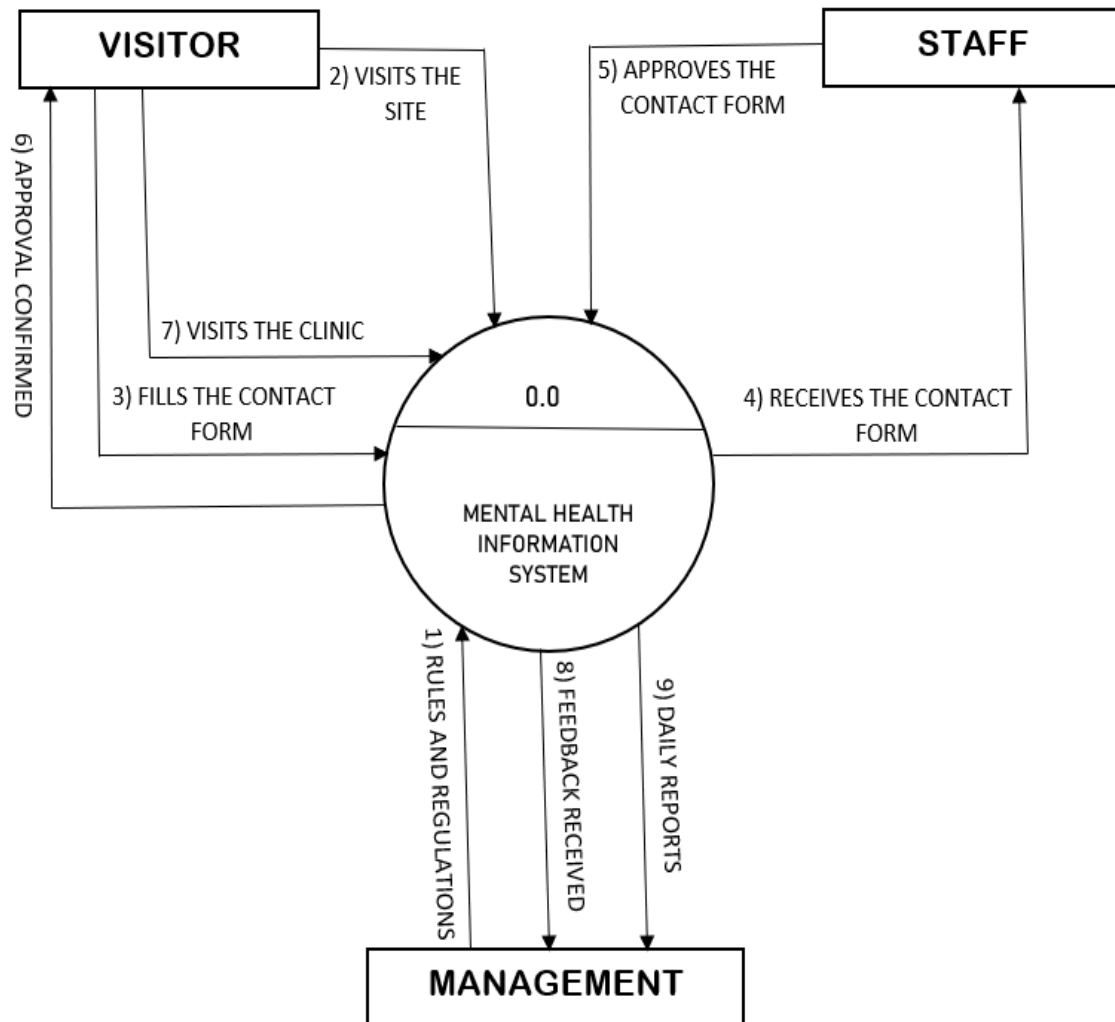 VISITOR
STAFF
2) VISITS THE
SITE
5) APPROVES THE
CONTACT FORM
6) APPROVAL CONFIRMED
7) VISITS THE CLINIC
3) FILLS THE CONTACT
FORM
0.0
4) RECEIVES THE CONTACT
FORM
MENTAL HEALTH
INFORMATION
SYSTEM
1) RULES AND REGULATIONS
8) FEEDBACK RECEIVED
9) DAILY REPORTS
MANAGEMENT